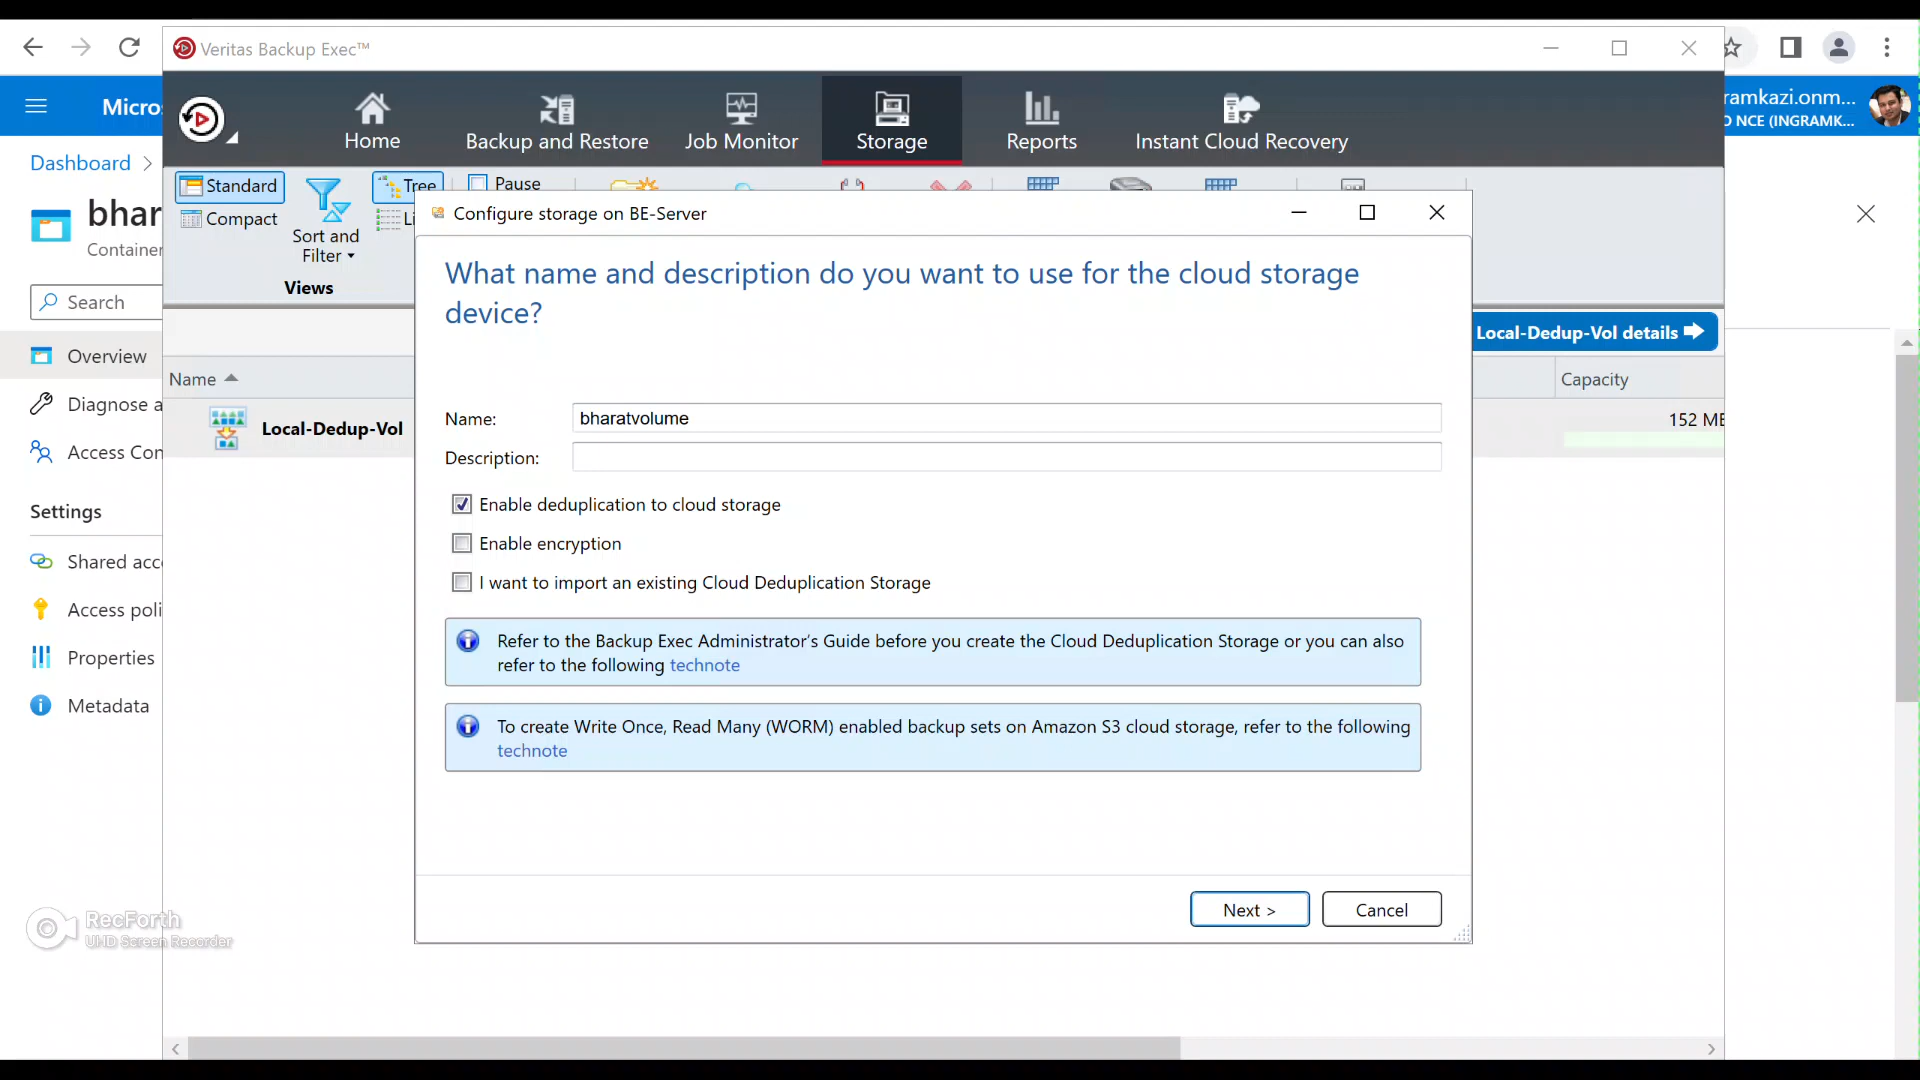 Veritas Backup Exec™
Micros
ramkazi.onm...
D NCE (INGRAMK...
Home
Backup and Restore
Job Monitor
Storage
Reports
Instant Cloud Recovery
Dashboard >
bhar
Container
Search
Overview
Diagnose a
Access Con
Settings
Shared acc
Access poli
Properties
Metadata
Standard
Compact
Sort and
Filter
Views
Tree
Li
Pause
Name
Local-Dedup-Vol
Local-Dedup-Vol details
Capacity
152 MB
Configure storage on BE-Server
What name and description do you want to use for the cloud storage
device?
Name:
bharatvolume
Description:
Enable deduplication to cloud storage
Enable encryption
I want to import an existing Cloud Deduplication Storage
Refer to the Backup Exec Administrator's Guide before you create the Cloud Deduplication Storage or you can also
refer to the following technote
To create Write Once, Read Many (WORM) enabled backup sets on Amazon S3 cloud storage, refer to the following
technote
Next >
Cancel
RecForth
UHD Screen Recorder